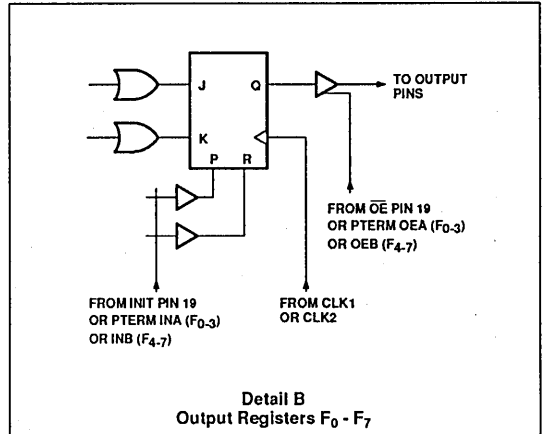 J
Q
TO OUTPUT
PINS
K
P R
FROM O̅E̅ PIN 19
OR PTERM OEA (F0-3)
OR OEB (F4-7)
FROM INIT PIN 19
OR PTERM INA (F0-3)
OR INB (F4-7)
FROM CLK1
OR CLK2
Detail B
Output Registers F0 - F7